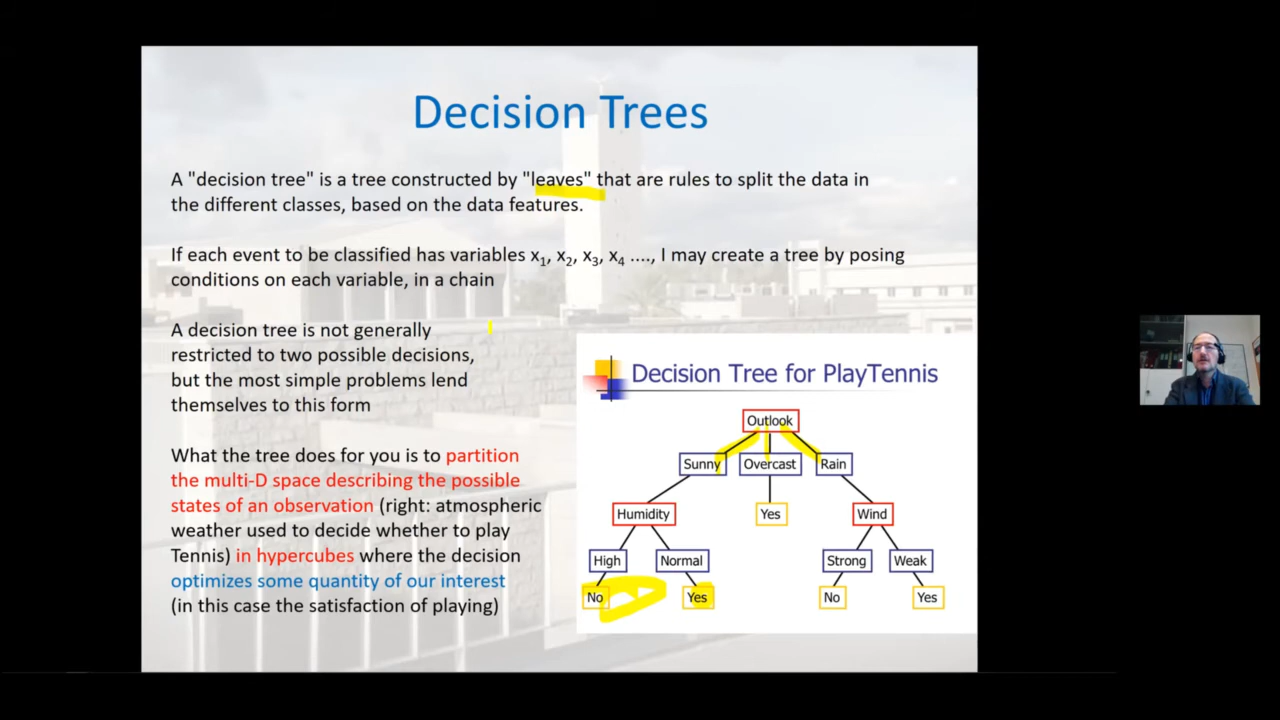 Decision Trees
A "decision tree" is a tree constructed by "leaves" that are rules to split the data in
the different classes, based on the data features.
If each event to be classified has variables x₁, x₂, x₃, x₄ ...., I may create a tree by posing
conditions on each variable, in a chain
A decision tree is not generally
restricted to two possible decisions,
but the most simple problems lend
themselves to this form
What the tree does for you is to partition
the multi-D space describing the possible
states of an observation (right: atmospheric
weather used to decide whether to play
Tennis) in hypercubes where the decision
optimizes some quantity of our interest
(in this case the satisfaction of playing)
Decision Tree for PlayTennis
Outlook
Sunny Overcast Rain
Humidity Yes Wind
High Normal Strong Weak
No Yes No Yes